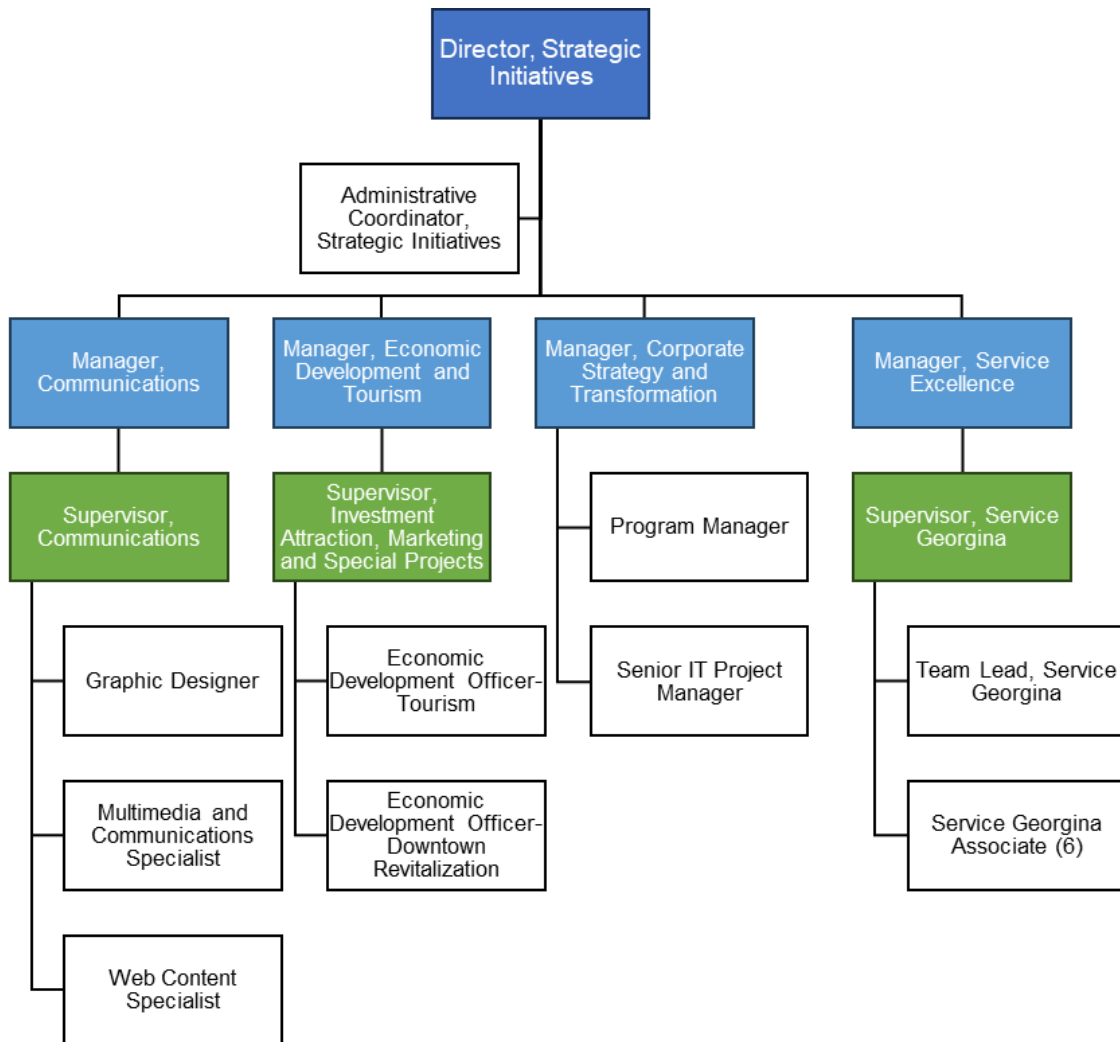 Director, Strategic
Initiatives
Administrative
Coordinator,
Strategic Initiatives
Manager,
Communications
Manager, Economic
Development and
Tourism
Manager, Corporate
Strategy and
Transformation
Manager, Service
Excellence
Supervisor,
Communications
Supervisor,
Investment
Attraction, Marketing
and Special Projects
Program Manager
Supervisor, Service
Georgina
Graphic Designer
Economic
Development Officer-
Tourism
Senior IT Project
Manager
Team Lead, Service
Georgina
Multimedia and
Communications
Specialist
Economic
Development Officer-
Downtown
Revitalization
Service Georgina
Associate (6)
Web Content
Specialist